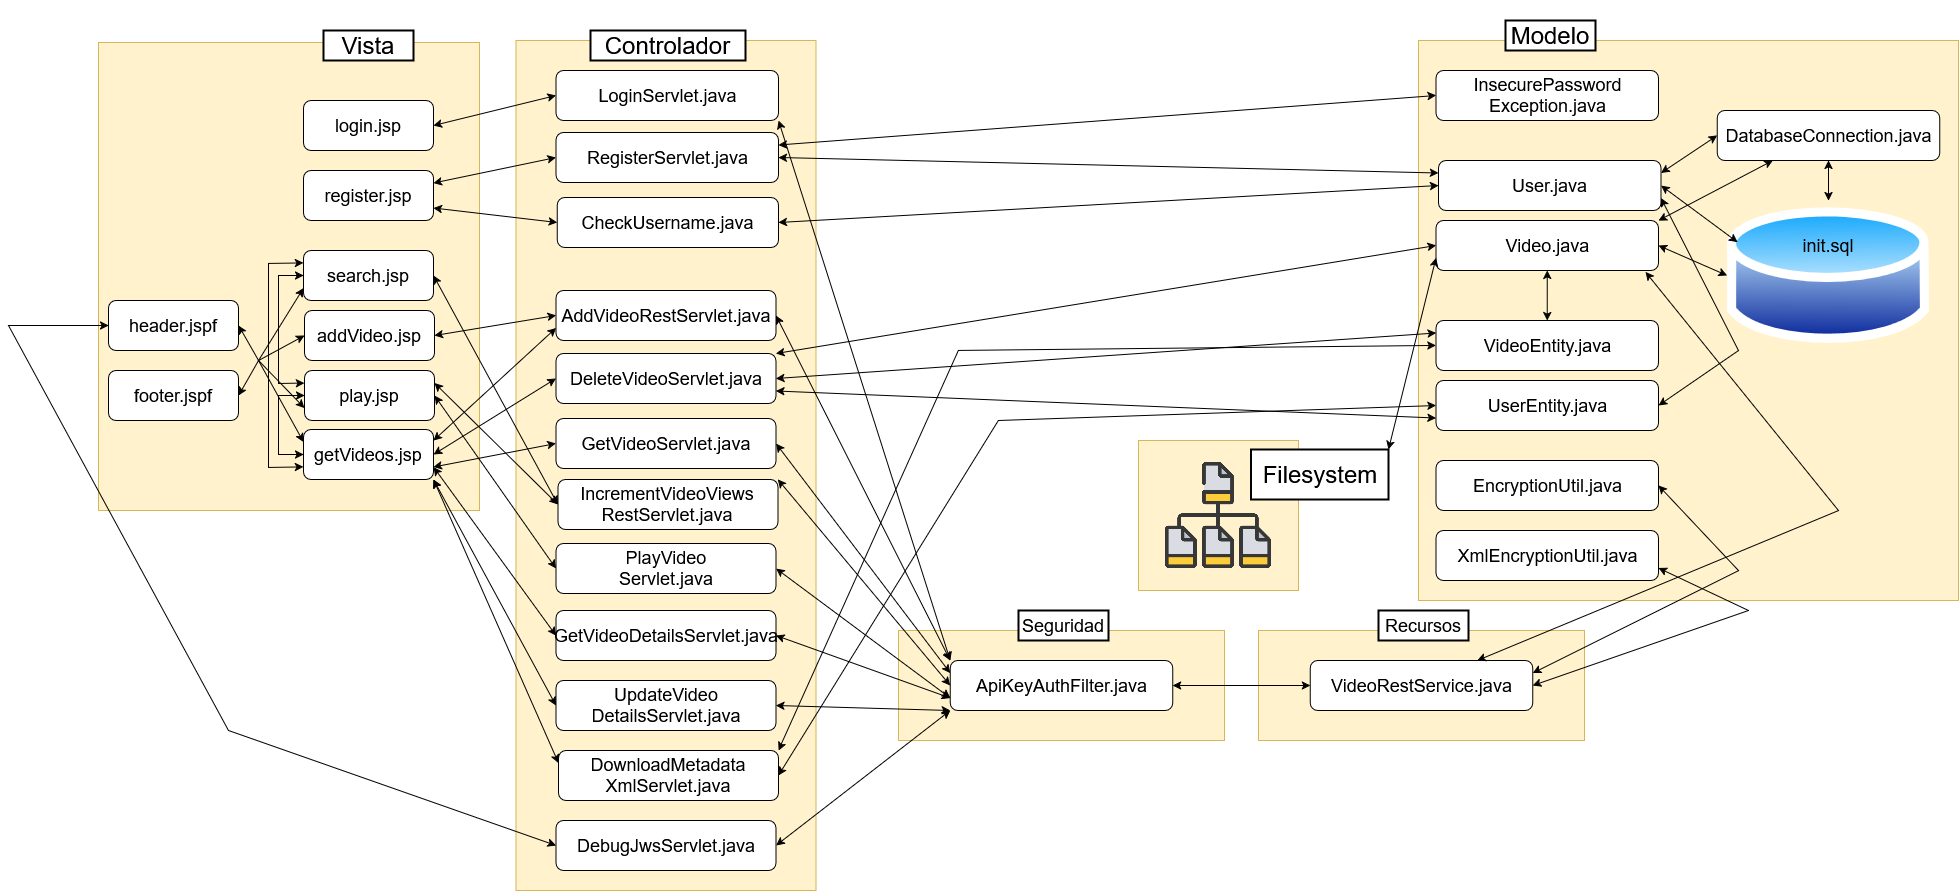 Vista
login.jsp
register.jsp
search.jsp
header.jspf
addVideo.jsp
footer.jspf
play.jsp
getVideos.jsp
Controlador
LoginServlet.java
RegisterServlet.java
CheckUsername.java
AddVideoRestServlet.java
DeleteVideoServlet.java
GetVideoServlet.java
IncrementVideoViews
RestServlet.java
PlayVideo
Servlet.java
GetVideoDetailsServlet.java
UpdateVideo
DetailsServlet.java
DownloadMetadata
XmlServlet.java
DebugJwsServlet.java
Filesystem
Seguridad
ApiKeyAuthFilter.java
Recursos
VideoRestService.java
Modelo
InsecurePassword
Exception.java
DatabaseConnection.java
User.java
Video.java
init.sql
VideoEntity.java
UserEntity.java
EncryptionUtil.java
XmlEncryptionUtil.java